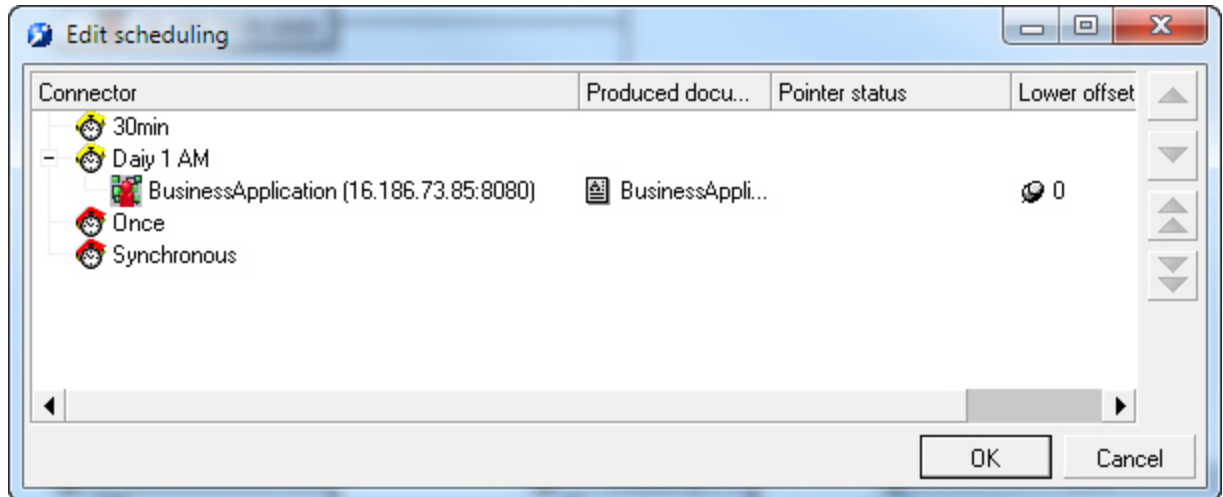 Edit scheduling
Connector Produced docu... Pointer status Lower offset
30min
Daiy 1 AM
BusinessApplication (16.186.73.85:8080) BusinessAppli... 0
Once
Synchronous
OK Cancel